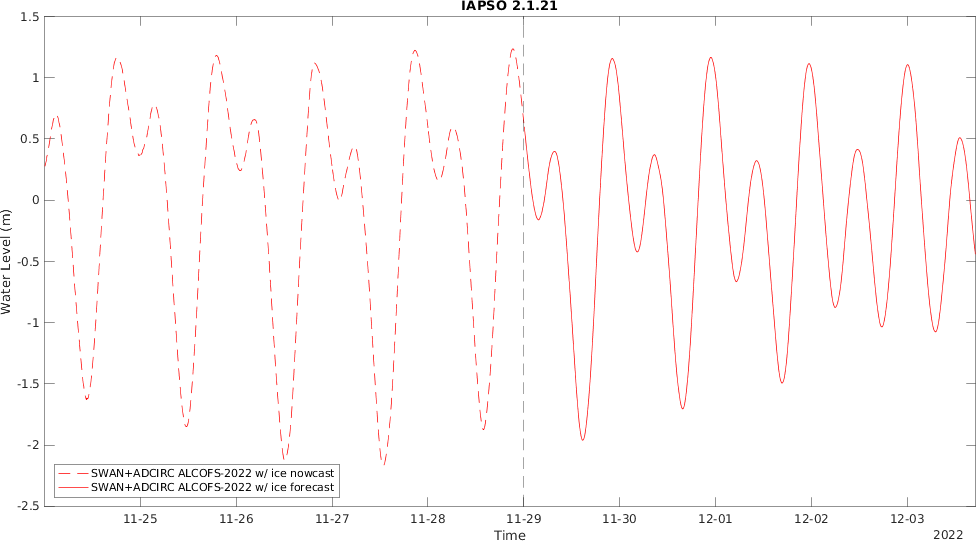 IAPSO 2.1.21
1.5
1
0.5
0
-0.5
-1
-1.5
-2
-2.5
Water Level (m)
SWAN+ADCIRC ALCOFS-2022 w/ ice nowcast
SWAN+ADCIRC ALCOFS-2022 w/ ice forecast
11-25 11-26 11-27 11-28 11-29 11-30 12-01 12-02 12-03
Time
2022